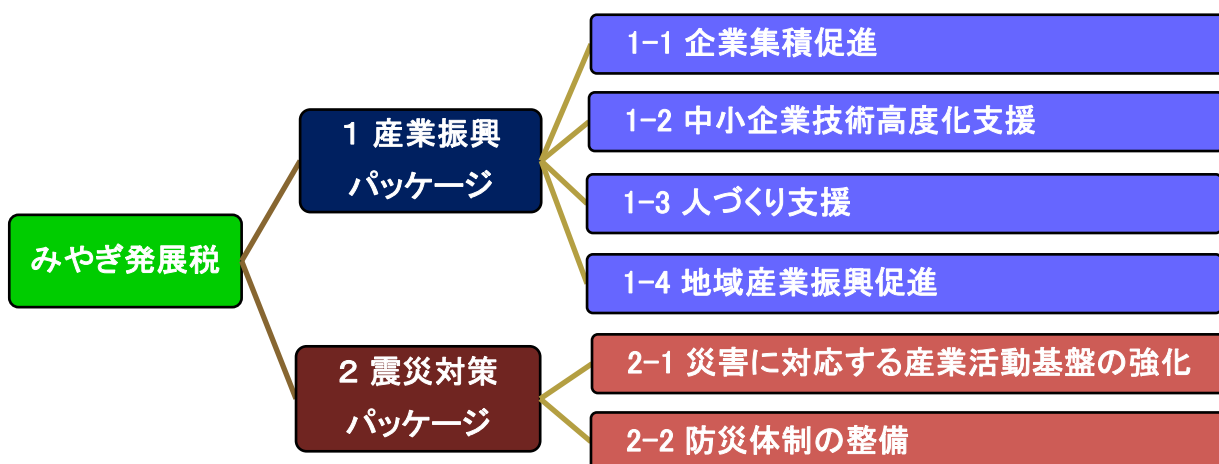 みやぎ発展税
1 産業振興
パッケージ
1-1 企業集積促進
1-2 中小企業技術高度化支援
1-3 人づくり支援
1-4 地域産業振興促進
2 震災対策
パッケージ
2-1 災害に対応する産業活動基盤の強化
2-2 防災体制の整備